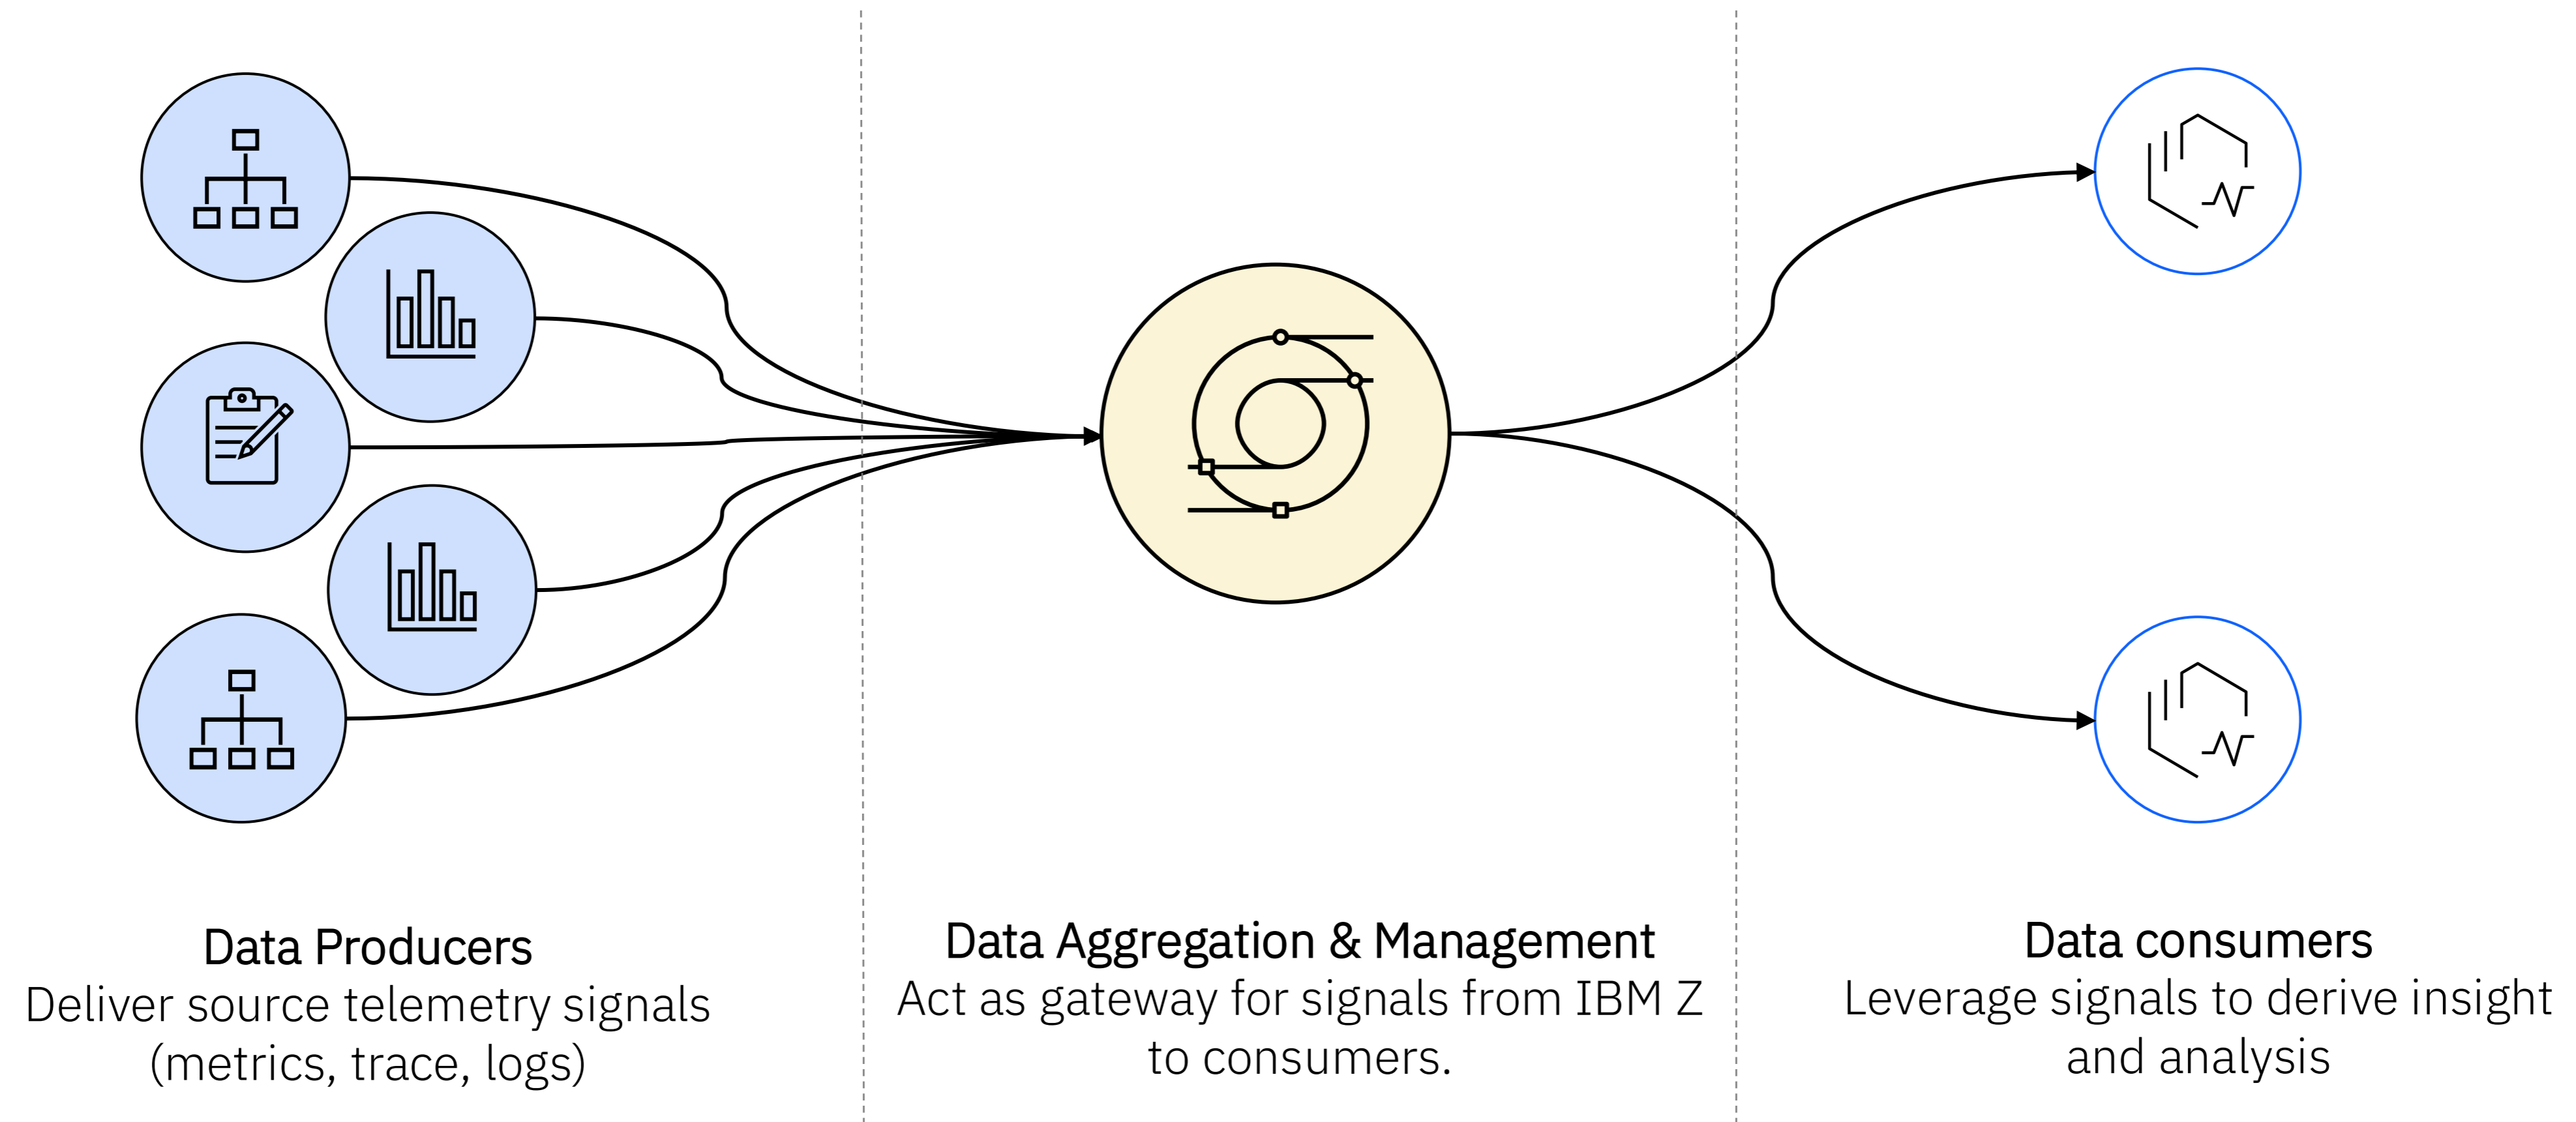 Data Producers
Deliver source telemetry signals
(metrics, trace, logs)
Data Aggregation & Management
Act as gateway for signals from IBM Z
to consumers.
Data consumers
Leverage signals to derive insight
and analysis